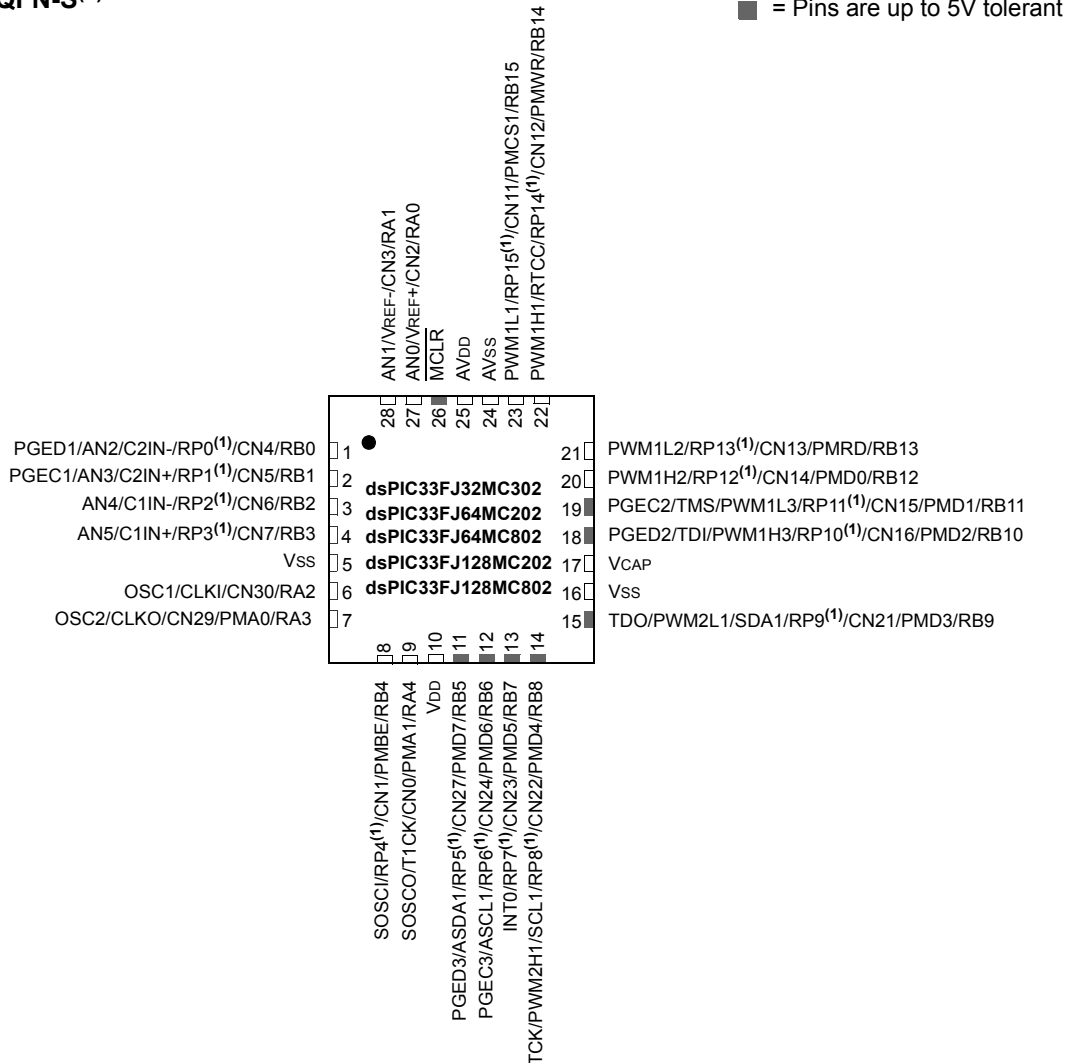 = Pins are up to 5V tolerant
AN1/VREF-/CN3/RA1
AN0/VREF+/CN2/RA0
MCLR
AVDD
AVSS
PWM1L1/RP15(1)/CN11/PMCS1/RB15
PWM1H1/RTCC/RP14(1)/CN12/PMWR/RB14
28
27
26
25
24
23
22
PGED1/AN2/C2IN-/RP0(1)/CN4/RB0 1
PGEC1/AN3/C2IN+/RP1(1)/CN5/RB1 2
AN4/C1IN-/RP2(1)/CN6/RB2 3
AN5/C1IN+/RP3(1)/CN7/RB3 4
VSS 5
OSC1/CLKI/CN30/RA2 6
OSC2/CLKO/CN29/PMA0/RA3 7
dsPIC33FJ32MC302
dsPIC33FJ64MC202
dsPIC33FJ64MC802
dsPIC33FJ128MC202
dsPIC33FJ128MC802
21 PWM1L2/RP13(1)/CN13/PMRD/RB13
20 PWM1H2/RP12(1)/CN14/PMD0/RB12
19 PGEC2/TMS/PWM1L3/RP11(1)/CN15/PMD1/RB11
18 PGED2/TDI/PWM1H3/RP10(1)/CN16/PMD2/RB10
17 VCAP
16 VSS
15 TDO/PWM2L1/SDA1/RP9(1)/CN21/PMD3/RB9
8
9
10
11
12
13
14
SOSCI/RP4(1)/CN1/PMBE/RB4
SOSCO/T1CK/CN0/PMA1/RA4
VDD
PGED3/ASDA1/RP5(1)/CN27/PMD7/RB5
PGEC3/ASCL1/RP6(1)/CN24/PMD6/RB6
INT0/RP7(1)/CN23/PMD5/RB7
TCK/PWM2H1/SCL1/RP8(1)/CN22/PMD4/RB8